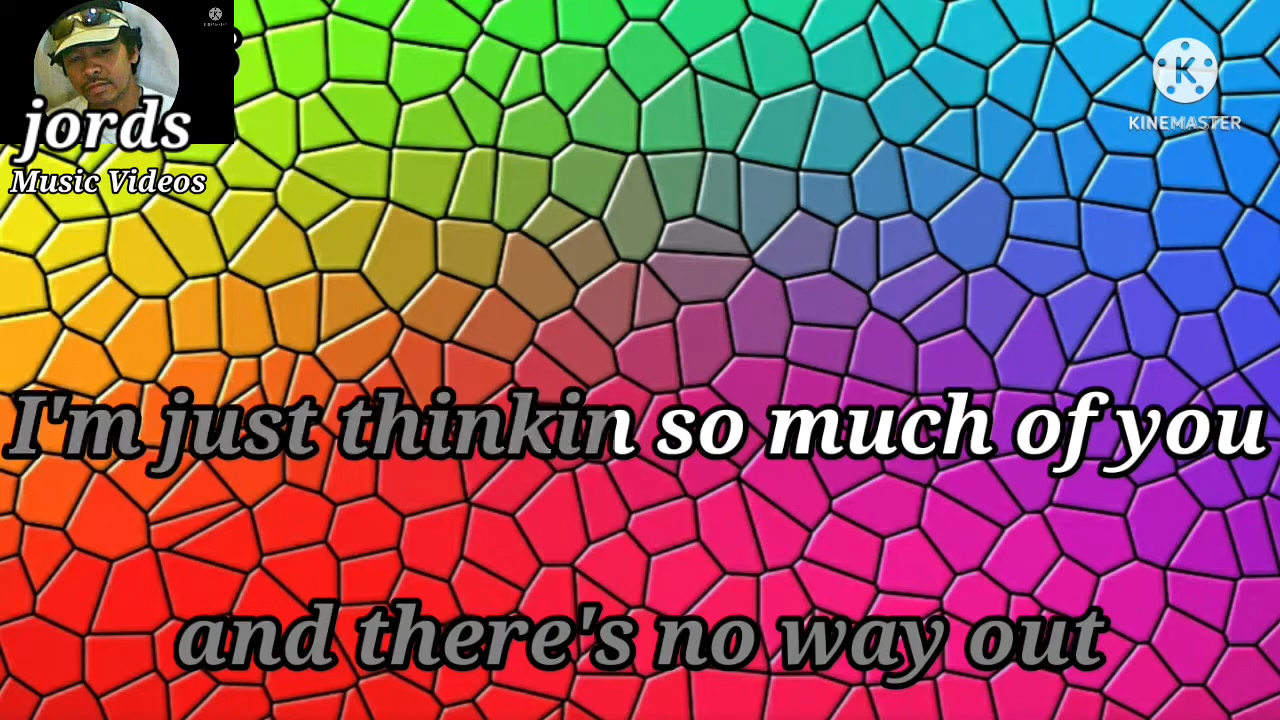 jords
Music Videos
KINEMASTER
I'm just thinkin so much of you
and there's no way out